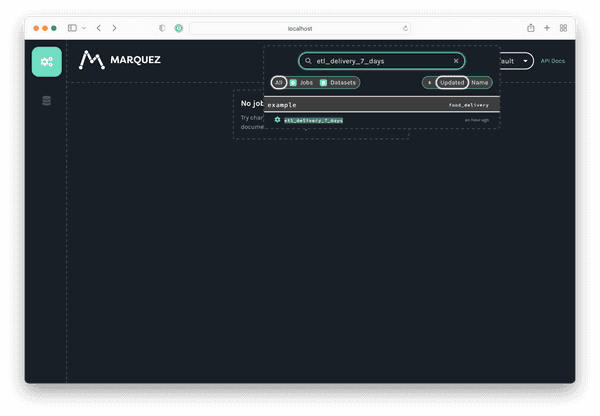 localhost
MARQUEZ
etl_delivery_7_days
ault
API Docs
All Jobs Datasets
Updated Name
No job
example
food_delivery
Try chan
etl_delivery_7_days
an hour ago
docume